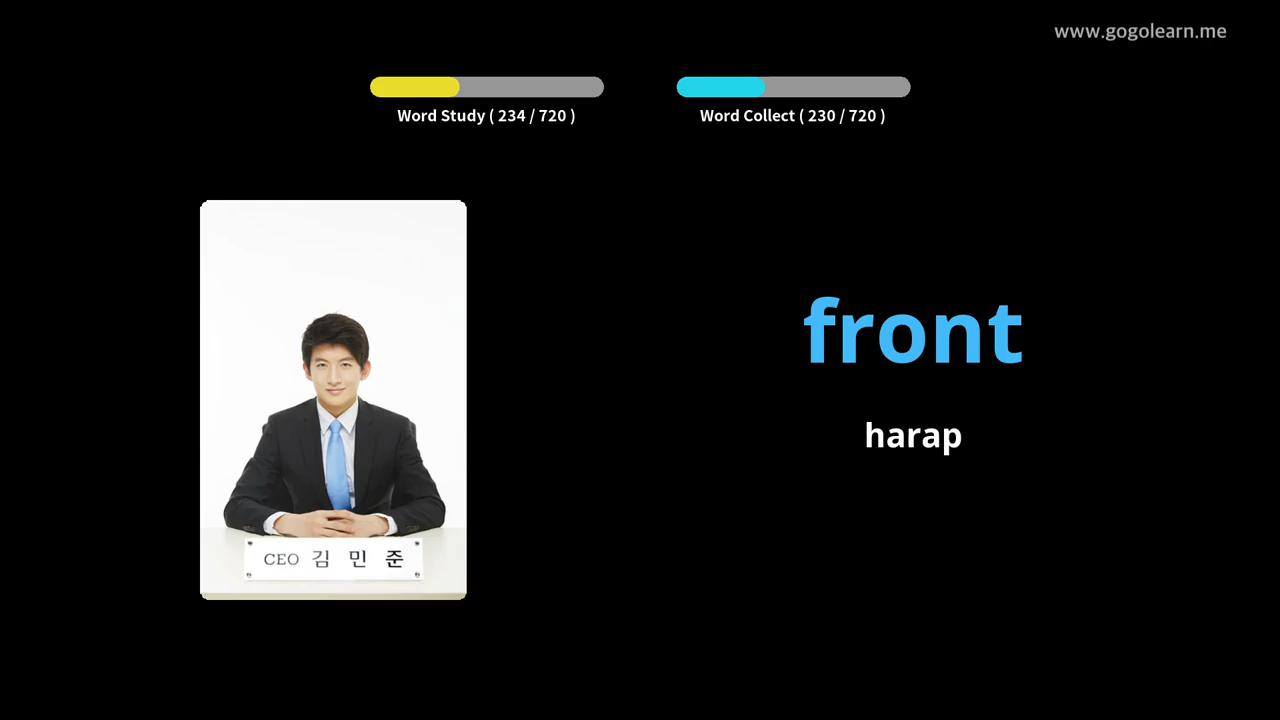 www.gogolearn.me
Word Study ( 234 / 720 )
Word Collect ( 230 / 720 )
front
harap
CEO 김 민 준